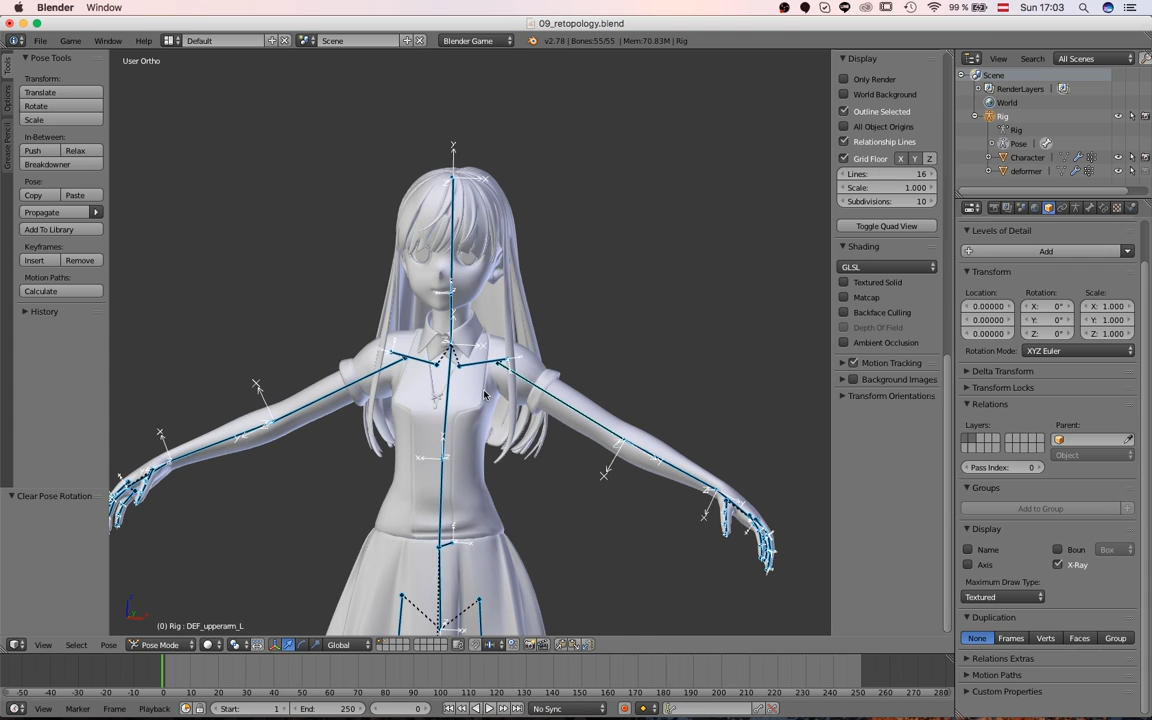 Blender Window 99 % Sun 17:03
09_retopology.blend
File Game Window Help Default Scene Blender Game v2.78 | Bones:55/55 | Mem:70.83M | Rig
View Search All Scenes
Tools
Options
Grease Pencil
Pose Tools
Transform:
Translate
Rotate
Scale
In-Between:
Push Relax
Breakdowner
Pose:
Copy Paste
Propagate
Add To Library
Keyframes:
Insert Remove
Motion Paths:
Calculate
History
Clear Pose Rotation
User Ortho
(0) Rig : DEF_upperarm_L
Display
Only Render
World Background
Outline Selected
All Object Origins
Relationship Lines
Grid Floor X Y Z
Lines: 16
Scale: 1.000
Subdivisions: 10
Toggle Quad View
Shading
GLSL
Textured Solid
Matcap
Backface Culling
Depth Of Field
Ambient Occlusion
Motion Tracking
Background Images
Transform Orientations
Scene
RenderLayers
World
Rig
Rig
Pose
Character
deformer
Levels of Detail
Add
Transform
Location: Rotation: Scale:
0.00000 X: 0° X: 1.000
0.00000 Y: 0° Y: 1.000
0.00000 Z: 0° Z: 1.000
Rotation Mode: XYZ Euler
Delta Transform
Transform Locks
Relations
Layers: Parent:
Object
Pass Index: 0
Groups
Add to Group
Display
Name Boun Box
Axis X-Ray
Maximum Draw Type:
Textured
Duplication
None Frames Verts Faces Group
Relations Extras
Motion Paths
Custom Properties
View Select Pose Pose Mode Global
-50 -40 -30 -20 -10 0 10 20 30 40 50 60 70 80 90 100 110 120 130 140 150 160 170 180 190 200 210 220 230 240 250 260 270 280
View Marker Frame Playback Start: 1 End: 250 0 No Sync